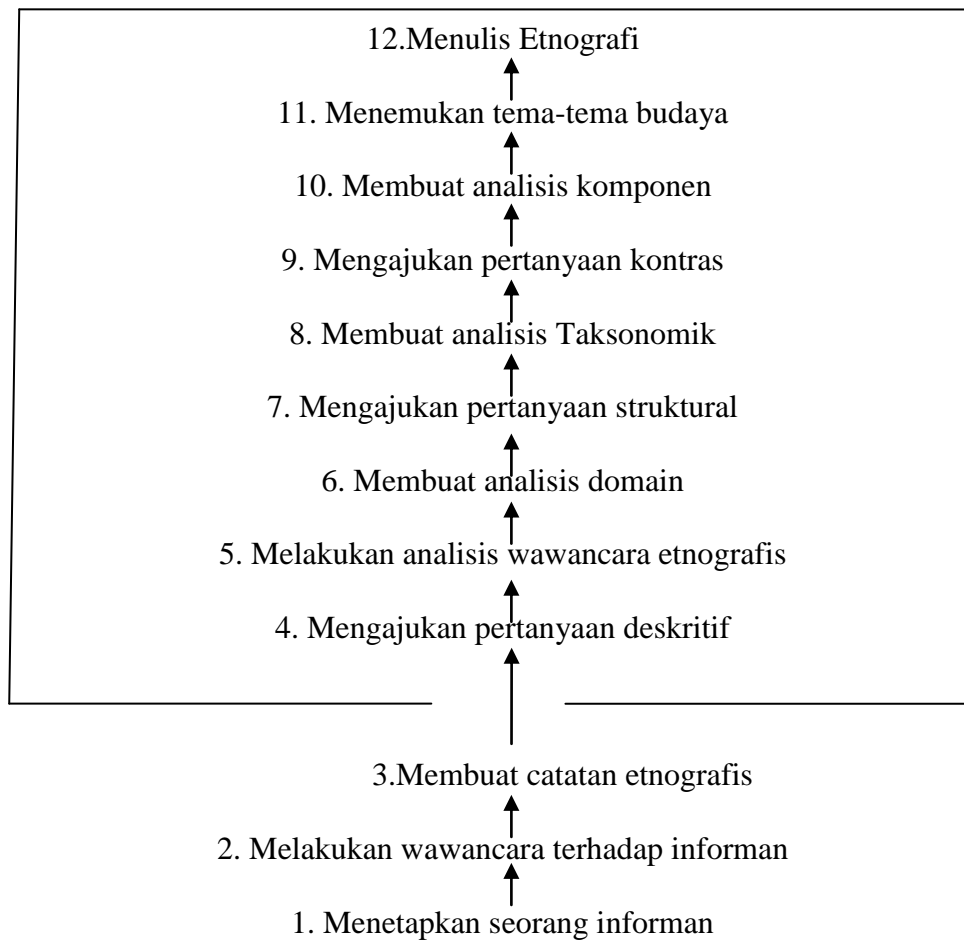 12.Menulis Etnografi
11. Menemukan tema-tema budaya
10. Membuat analisis komponen
9. Mengajukan pertanyaan kontras
8. Membuat analisis Taksonomik
7. Mengajukan pertanyaan struktural
6. Membuat analisis domain
5. Melakukan analisis wawancara etnografis
4. Mengajukan pertanyaan deskritif
3.Membuat catatan etnografis
2. Melakukan wawancara terhadap informan
1. Menetapkan seorang informan